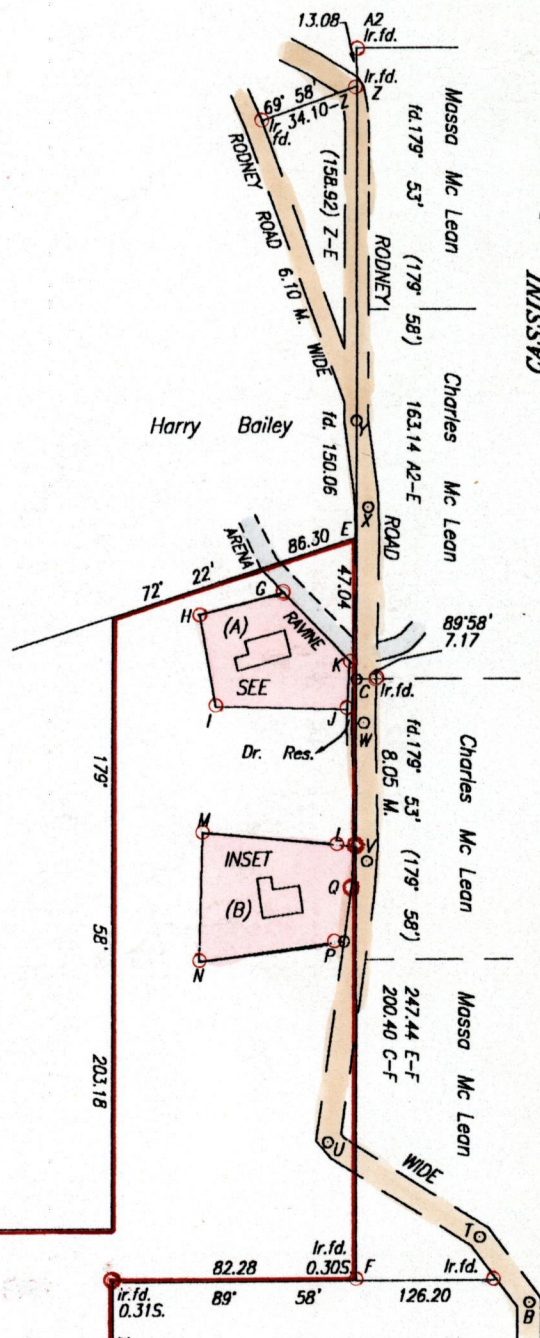 13.08
A2
Ir.fd.
Ir.fd.
Z
69° 58'
34.10-Z
Ir.
fd.
Massa Mc Lean
fd.179° 53' (179° 58')
(158.92) Z-E
RODNEY
RODNEY ROAD 6.10 M. WIDE
CASSINI
Charles Mc Lean
163.14 A2-E
Harry Bailey
fd. 150.06
Y
X
ROAD
E
ARENA
86.30
47.04
72° 22'
G
H
RAVINE
(A)
89°58'
7.17
K
SEE
C
Ir.fd.
I
J
W
Dr. Res.
fd.179° 53' (179° 58')
8.05 M.
Charles Mc Lean
179° 58' 203.18
M
L
V
INSET
Q
(B)
P
N
Massa Mc Lean
247.44 E-F
200.40 C-F
U
WIDE
T
Ir.fd.
0.30S
F
Ir.fd.
82.28
89° 58'
126.20
ir.fd.
0.31S.
B